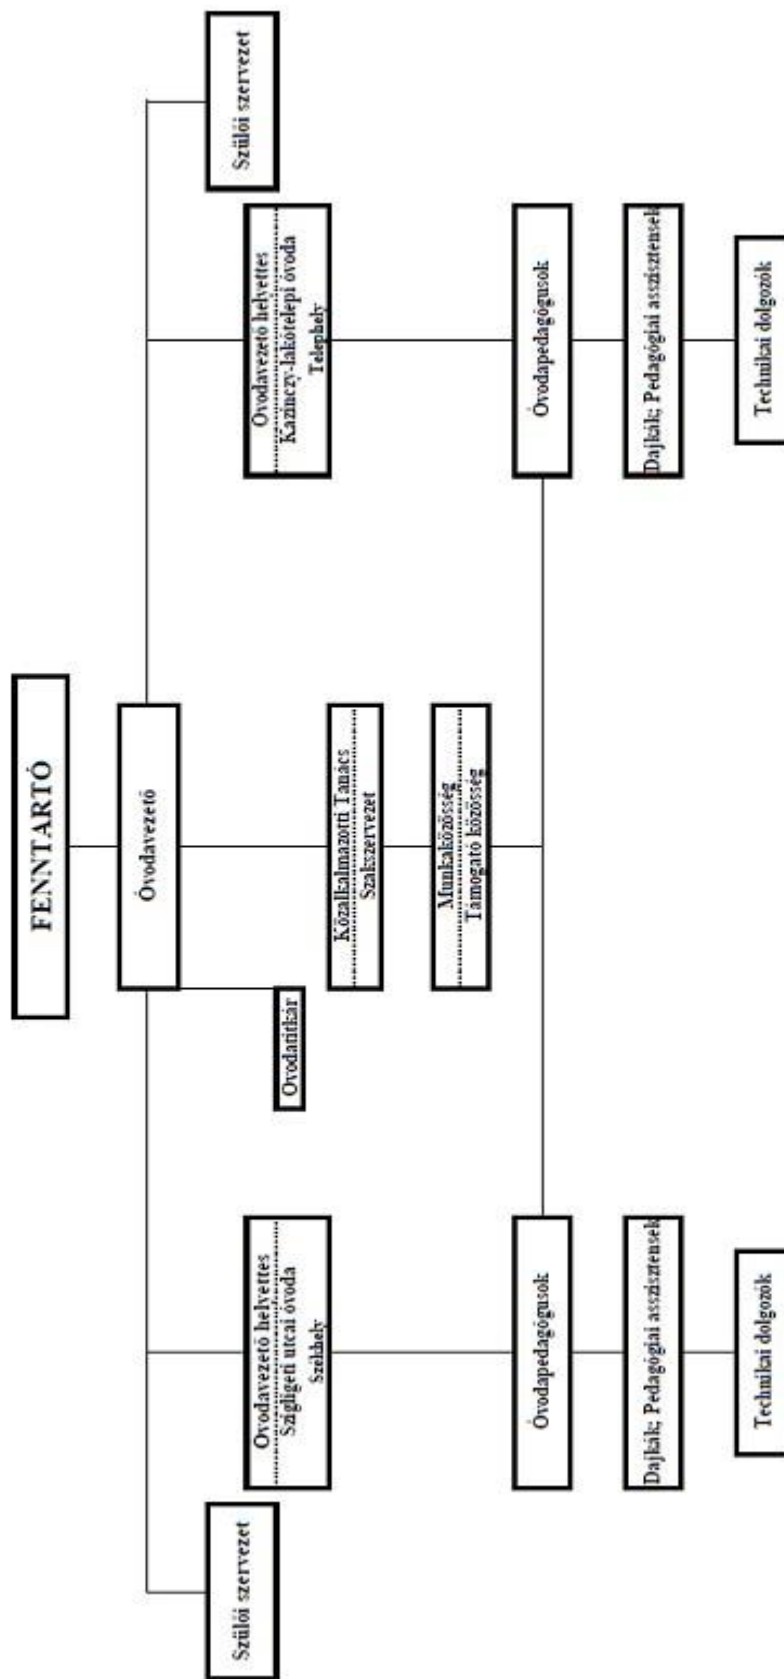 FENNTARTÓ
Óvodavezető
Szülői szervezet
Óvodavezető helyettes
Szigligeti utcai óvoda
Székhely
Óvodatitkár
Közalkalmazotti Tanács
Szakszervezet
Óvodavezető helyettes
Kazinczy-lakótelepi óvoda
Telephely
Szülői szervezet
Munkaközösség
Támogató közösség
Óvodapedagógusok
Óvodapedagógusok
Dajkák; Pedagógiai asszisztensek
Dajkák; Pedagógiai asszisztensek
Technikai dolgozók
Technikai dolgozók